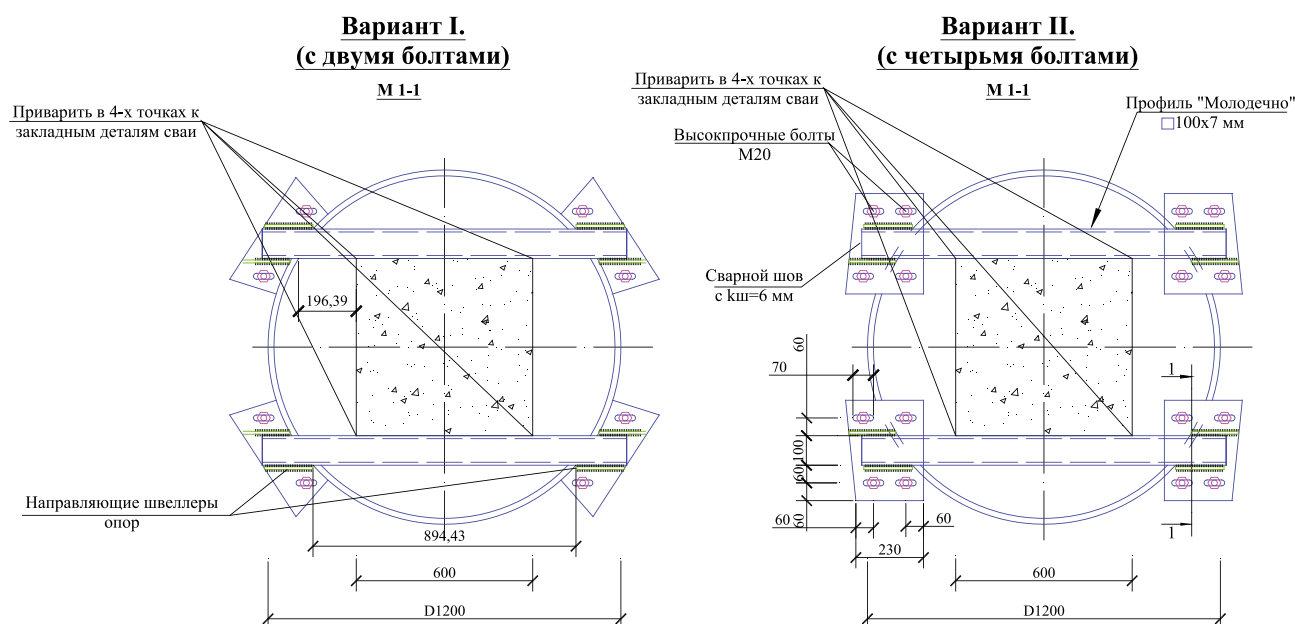 Вариант I.
(с двумя болтами)
М 1-1
Приварить в 4-х точках к
закладным деталям сваи
196,39
Направляющие швеллеры
опор
894,43
600
D1200
Вариант II.
(с четырьмя болтами)
М 1-1
Приварить в 4-х точках к
закладным деталям сваи
Высокпрочные болты
М20
Профиль "Молодечно"
100х7 мм
Сварной шов
с kш=6 мм
60
70
1
100
60
60
60
60
1
230
600
D1200